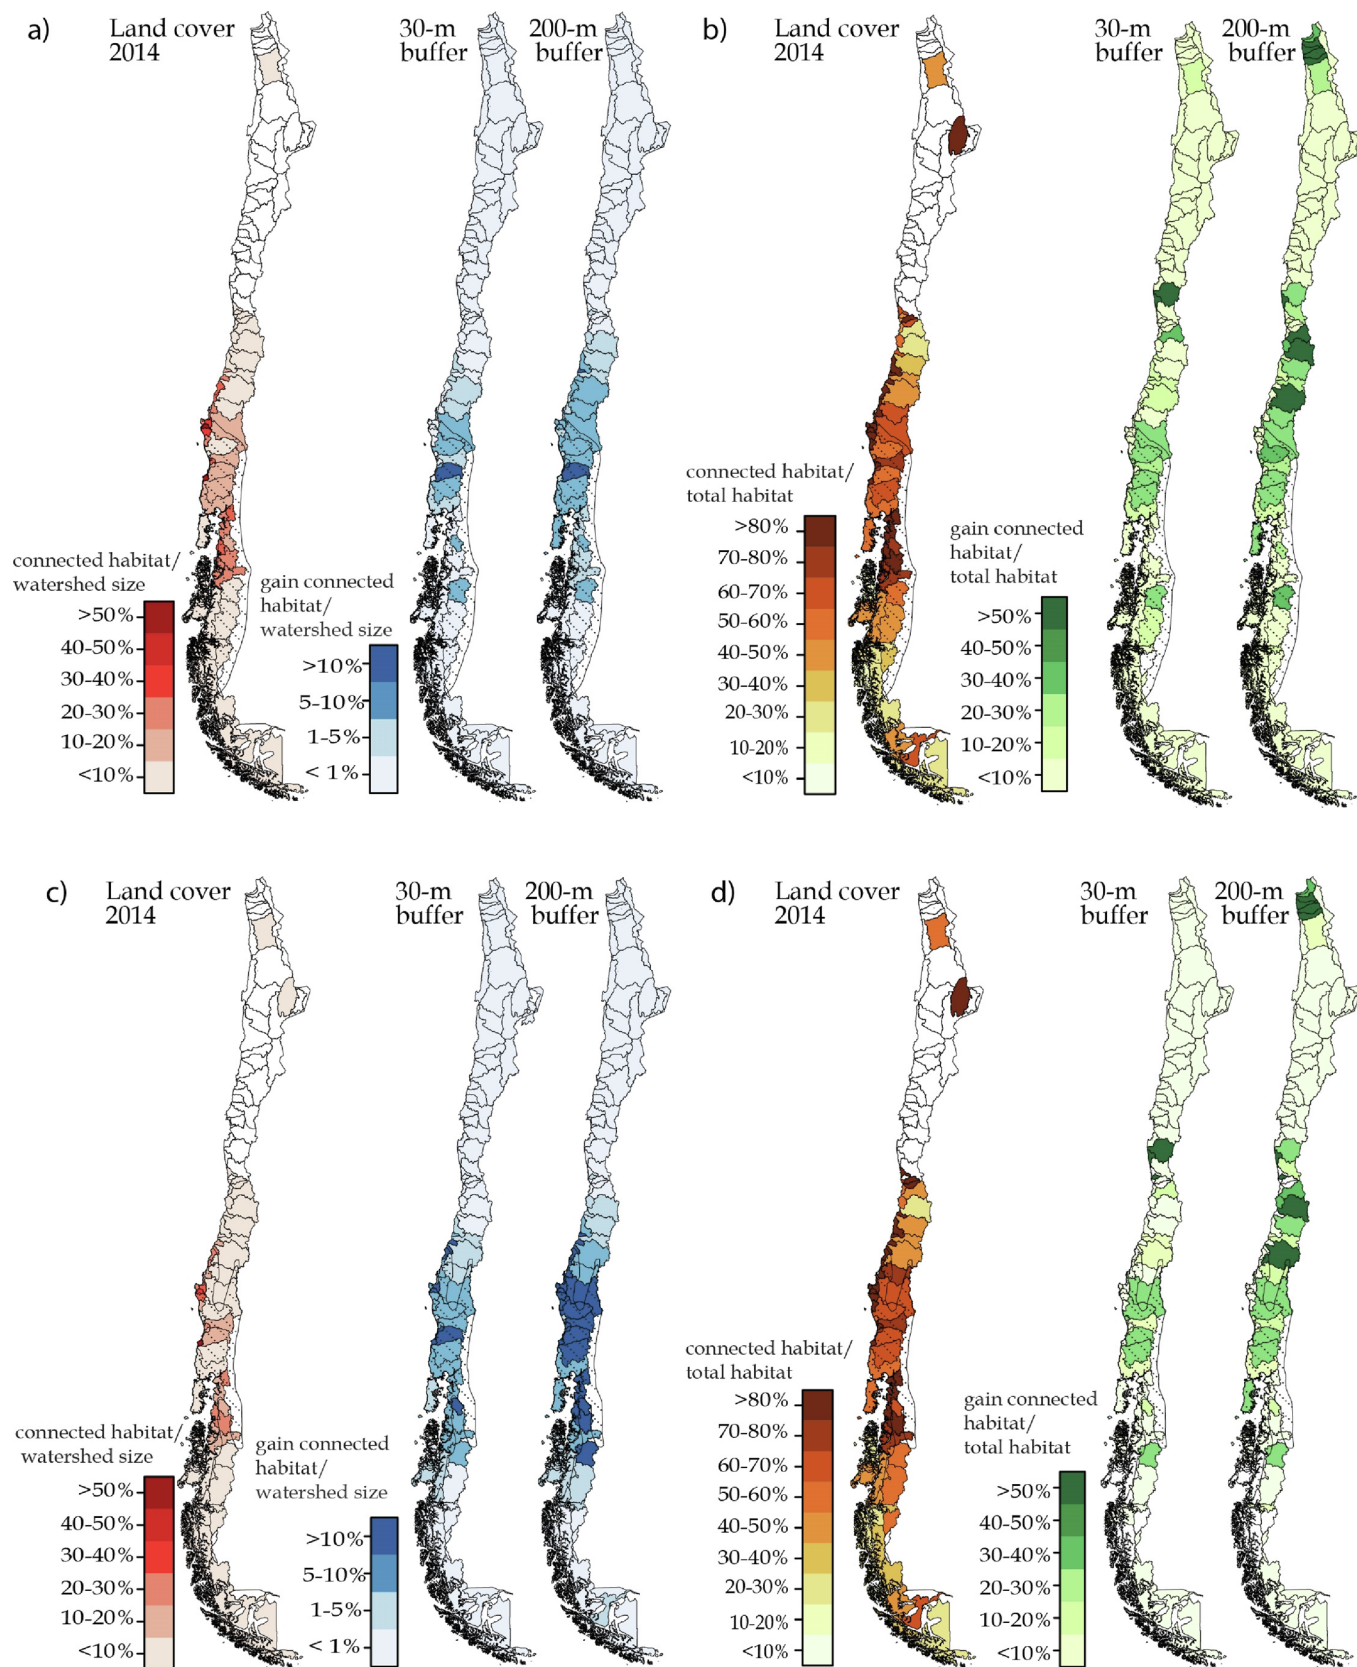 a)
Land cover
2014
30-m
buffer
200-m
buffer
connected habitat/
watershed size
>50%
40-50%
30-40%
20-30%
10-20%
<10%
gain connected
habitat/
watershed size
>10%
5-10%
1-5%
< 1%
b)
Land cover
2014
30-m
buffer
200-m
buffer
connected habitat/
total habitat
>80%
70-80%
60-70%
50-60%
40-50%
30-40%
20-30%
10-20%
<10%
gain connected
habitat/
total habitat
>50%
40-50%
30-40%
20-30%
10-20%
<10%
c)
Land cover
2014
30-m
buffer
200-m
buffer
connected habitat/
watershed size
>50%
40-50%
30-40%
20-30%
10-20%
<10%
gain connected
habitat/
watershed size
>10%
5-10%
1-5%
< 1%
d)
Land cover
2014
30-m
buffer
200-m
buffer
connected habitat/
total habitat
>80%
70-80%
60-70%
50-60%
40-50%
30-40%
20-30%
10-20%
<10%
gain connected
habitat/
total habitat
>50%
40-50%
30-40%
20-30%
10-20%
<10%